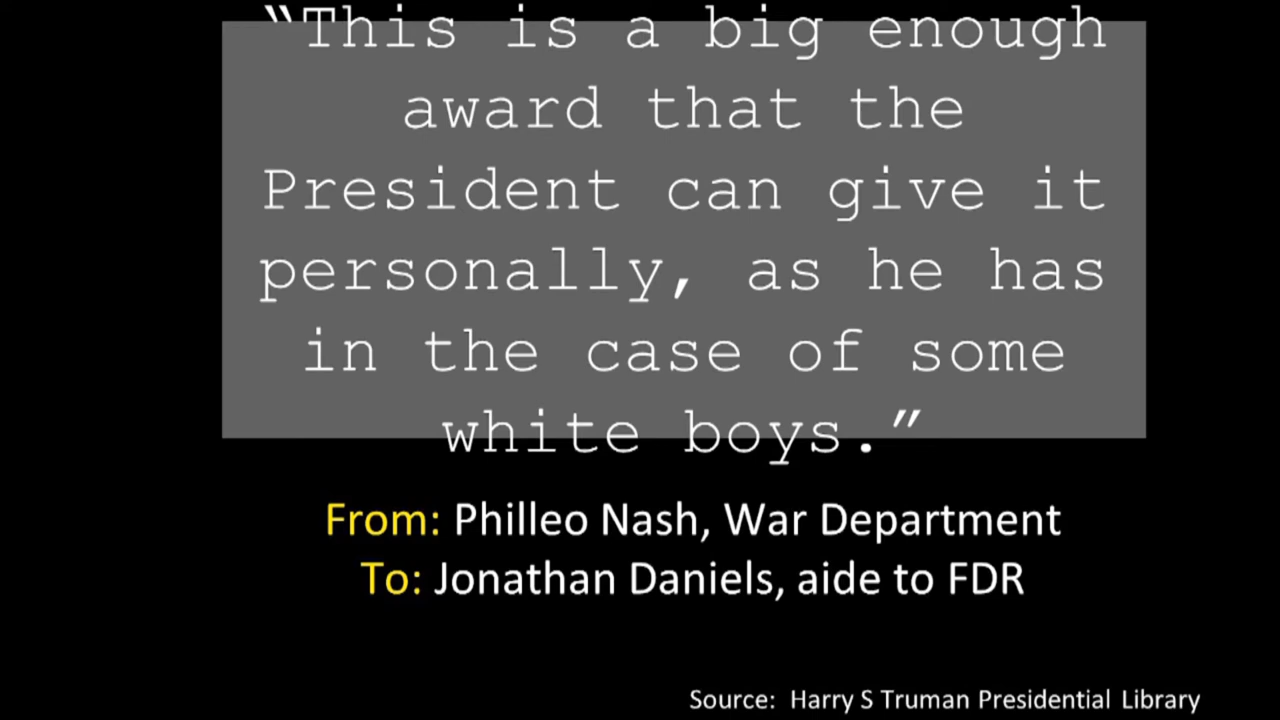 “This is a big enough
award that the
President can give it
personally, as he has
in the case of some
white boys.”
From: Philleo Nash, War Department
To: Jonathan Daniels, aide to FDR
Source: Harry S Truman Presidential Library